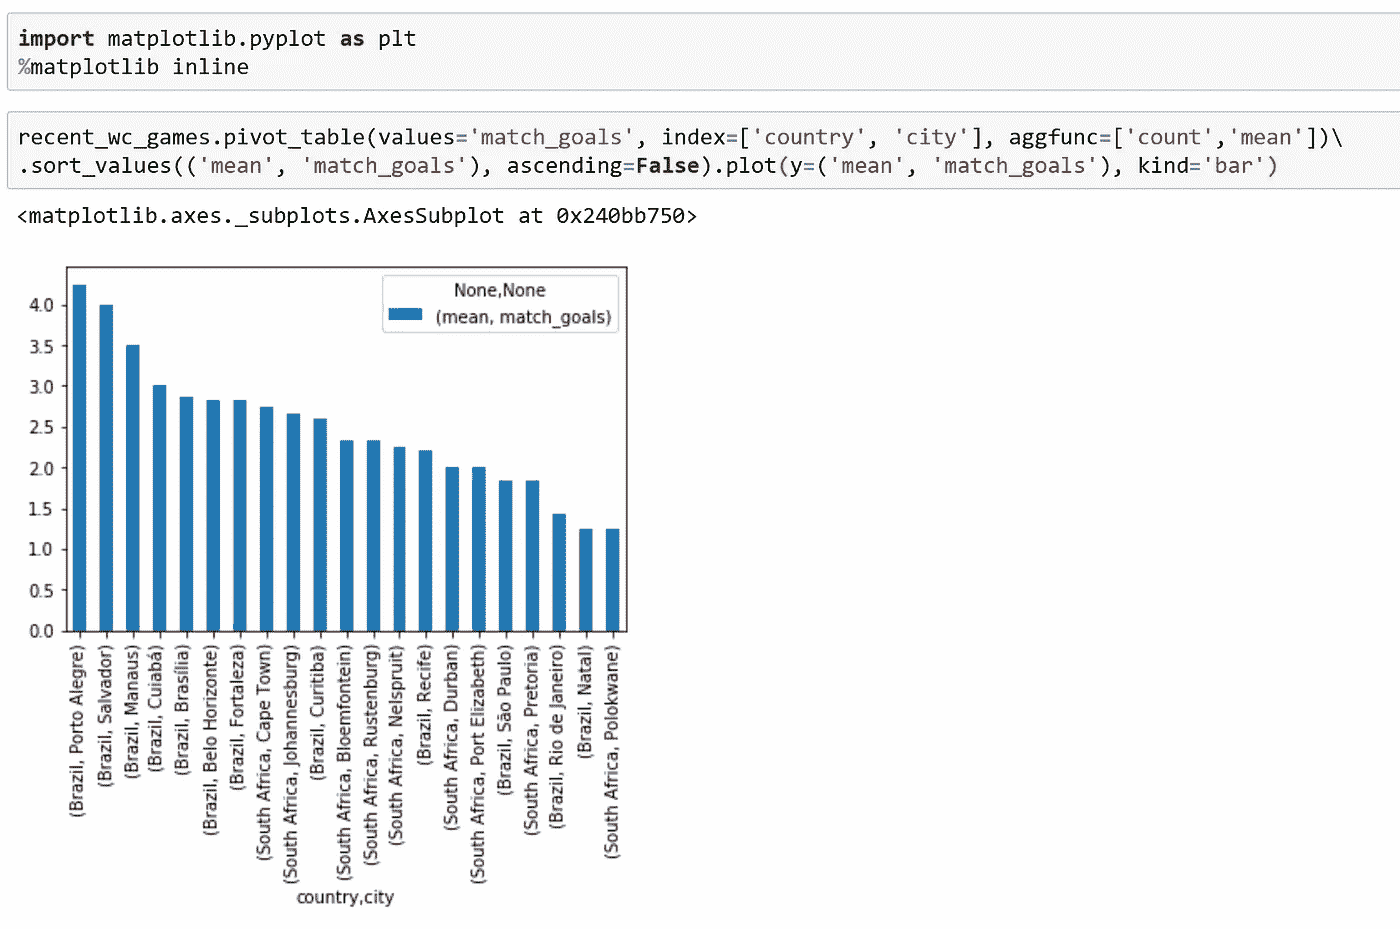 import matplotlib.pyplot as plt
%matplotlib inline
recent_wc_games.pivot_table(values='match_goals', index=['country', 'city'], aggfunc=['count','mean'])\
.sort_values(('mean', 'match_goals'), ascending=False).plot(y=('mean', 'match_goals'), kind='bar')
<matplotlib.axes._subplots.AxesSubplot at 0x240bb750>
None,None
(mean, match_goals)
4.0
3.5
3.0
2.5
2.0
1.5
1.0
0.5
0.0
(Brazil, Porto Alegre)
(Brazil, Salvador)
(Brazil, Manaus)
(Brazil, Cuiabá)
(Brazil, Brasília)
(Brazil, Belo Horizonte)
(Brazil, Fortaleza)
(South Africa, Cape Town)
(South Africa, Johannesburg)
(Brazil, Curitiba)
(South Africa, Bloemfontein)
(South Africa, Rustenburg)
(South Africa, Nelspruit)
(Brazil, Recife)
(South Africa, Durban)
(South Africa, Port Elizabeth)
(Brazil, São Paulo)
(South Africa, Pretoria)
(Brazil, Rio de Janeiro)
(Brazil, Natal)
(South Africa, Polokwane)
country,city